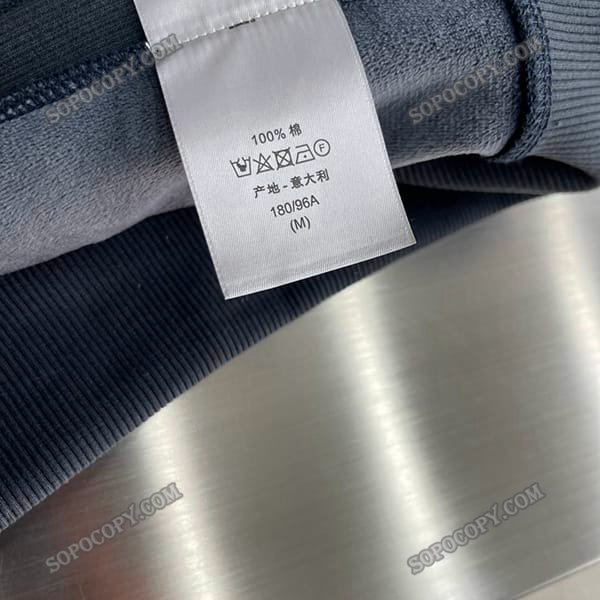 SOPOCOPY.COM
SOPOCOPY.COM
100% 棉
F
产地 - 意大利
180/96A
(M)
SOPOCOPY.COM
SOPOCOPY.COM